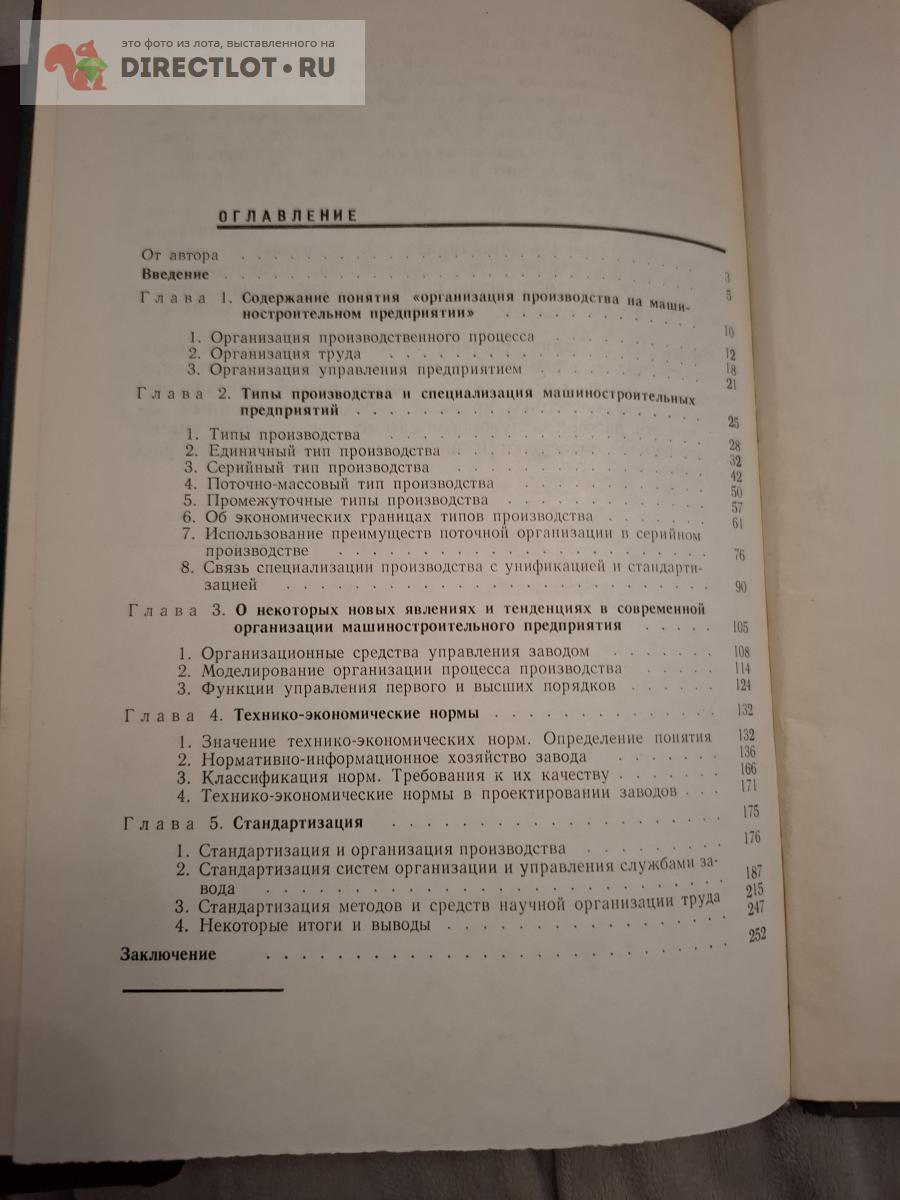 это фото из лота, выставленного на
DIRECTLOT.RU
ОГЛАВЛЕНИЕ
От автора . . . 3
Введение . . . 5
Глава 1. Содержание понятия «организация производства на маши-
ностроительном предприятии» . . . 10
1. Организация производственного процесса . . . 12
2. Организация труда . . . 18
3. Организация управления предприятием . . . 21
Глава 2. Типы производства и специализация машиностроительных
предприятий . . . 25
1. Типы производства . . . 28
2. Единичный тип производства . . . 32
3. Серийный тип производства . . . 42
4. Поточно-массовый тип производства . . . 50
5. Промежуточные типы производства . . . 57
6. Об экономических границах типов производства . . . 61
7. Использование преимуществ поточной организации в серийном
производстве . . . 76
8. Связь специализации производства с унификацией и стандарти-
зацией . . . 90
Глава 3. О некоторых новых явлениях и тенденциях в современной
организации машиностроительного предприятия . . . 105
1. Организационные средства управления заводом . . . 108
2. Моделирование организации процесса производства . . . 114
3. Функции управления первого и высших порядков . . . 124
Глава 4. Технико-экономические нормы . . . 132
1. Значение технико-экономических норм. Определение понятия 132
2. Нормативно-информационное хозяйство завода . . . 136
3. Классификация норм. Требования к их качеству . . . 166
4. Технико-экономические нормы в проектировании заводов . . . 171
Глава 5. Стандартизация . . . 175
1. Стандартизация и организация производства . . . 176
2. Стандартизация систем организации и управления службами за-
вода . . . 187
3. Стандартизация методов и средств научной организации труда 215
4. Некоторые итоги и выводы . . . 247
Заключение . . . 252